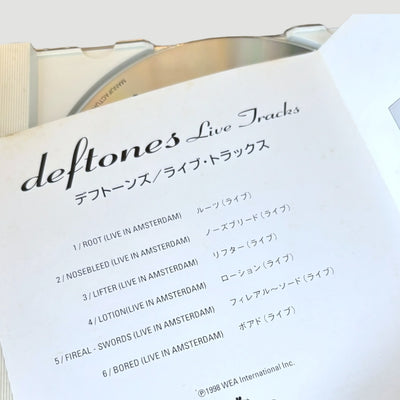 MANUFACTU
deftones Live Tracks
デフトーンズ/ライブ・トラックス
1/ROOT (LIVE IN AMSTERDAM) ルーツ(ライブ)
2/NOSEBLEED (LIVE IN AMSTERDAM) ノーズブリード(ライブ)
3/LIFTER (LIVE IN AMSTERDAM) リフター(ライブ)
4/LOTION(LIVE IN AMSTERDAM) ローション(ライブ)
5/FIREAL - SWORDS (LIVE IN AMSTERDAM) フィレアル〜ソード(ライブ)
6/BORED (LIVE IN AMSTERDAM) ボアド(ライブ)
℗1998 WEA International Inc.